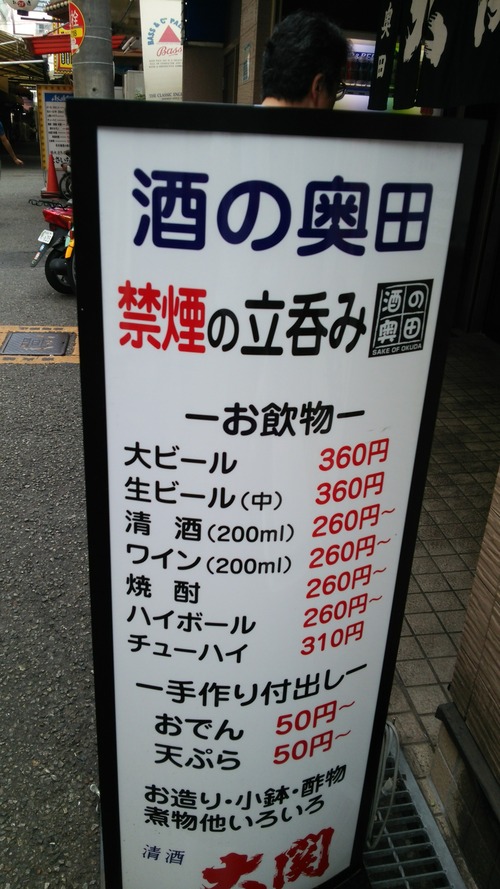 酒の奥田
禁煙の立呑み
酒の奥田
SAKE OF OKUDA
ーお飲物ー
大ビール 360円
生ビール(中) 360円
清 酒(200ml) 260円~
ワイン(200ml) 260円~
焼 酎 260円~
ハイボール 260円~
チューハイ 310円
ー手作り付出しー
おでん 50円~
天ぷら 50円~
お造り・小鉢・酢物
煮物他いろいろ
清酒 大関
Bass
奥田